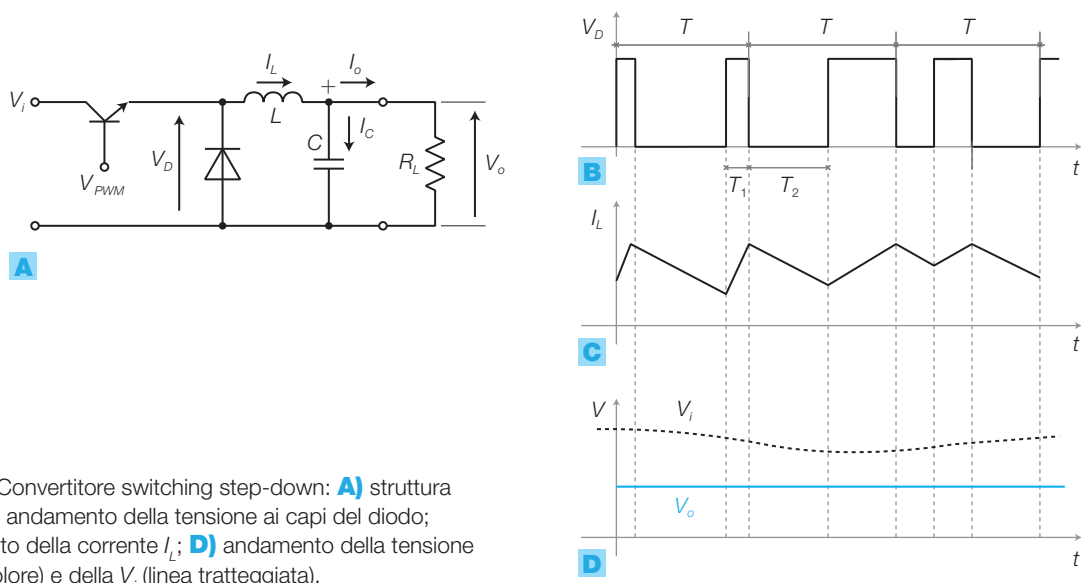 V_i
V_PWM
V_D
I_L
L
+
I_o
I_C
C
R_L
V_o
A
V_D
T
T
T
T_1
T_2
t
B
I_L
t
C
V
V_i
V_o
t
D
Convertitore switching step-down: A) struttura
andamento della tensione ai capi del diodo;
to della corrente I_L; D) andamento della tensione
olore) e della V (linea tratteggiata).